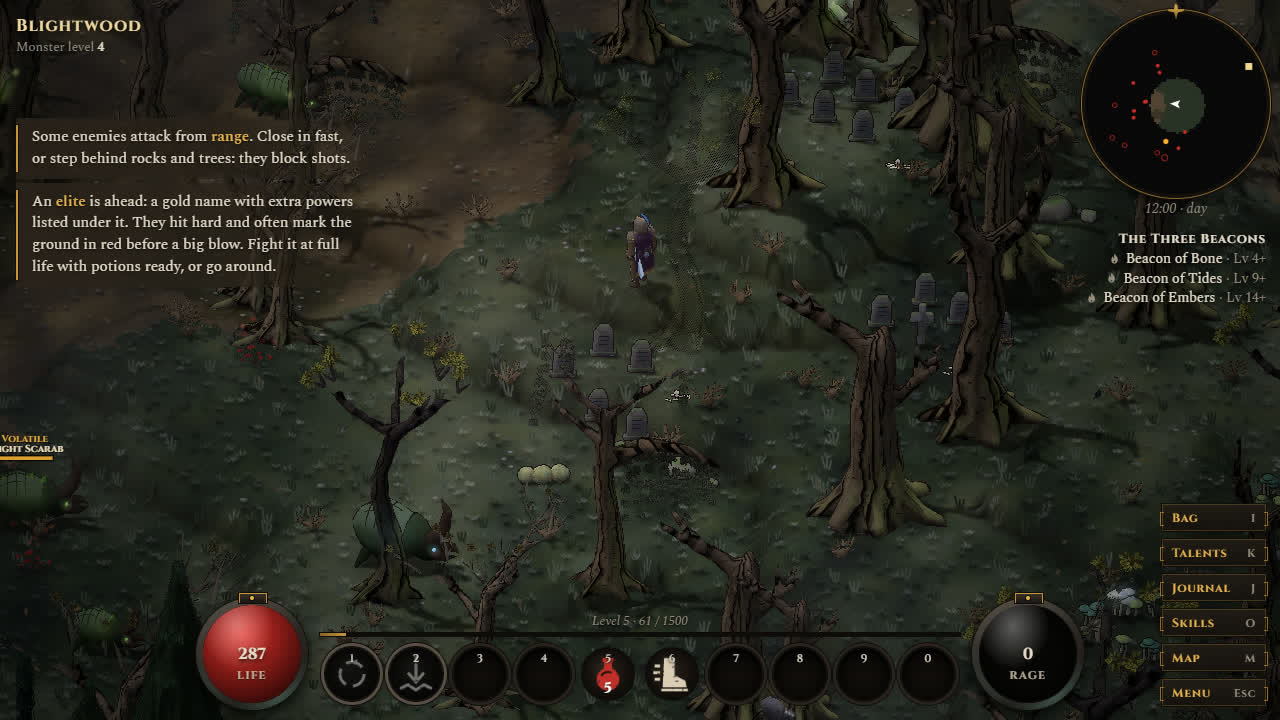 BLIGHTWOOD
Monster level 4
Some enemies attack from range. Close in fast,
or step behind rocks and trees: they block shots.
An elite is ahead: a gold name with extra powers
listed under it. They hit hard and often mark the
ground in red before a big blow. Fight it at full
life with potions ready, or go around.
12:00 · day
THE THREE BEACONS
Beacon of Bone · Lv 4+
Beacon of Tides · Lv 9+
Beacon of Embers · Lv 14+
VOLATILE
IGHT SCARAB
BAG I
TALENTS K
JOURNAL J
SKILLS O
MAP M
MENU ESC
Level 5 · 61 / 1500
287
LIFE
1 2 3 4 5 6 7 8 9 0
5
0
RAGE